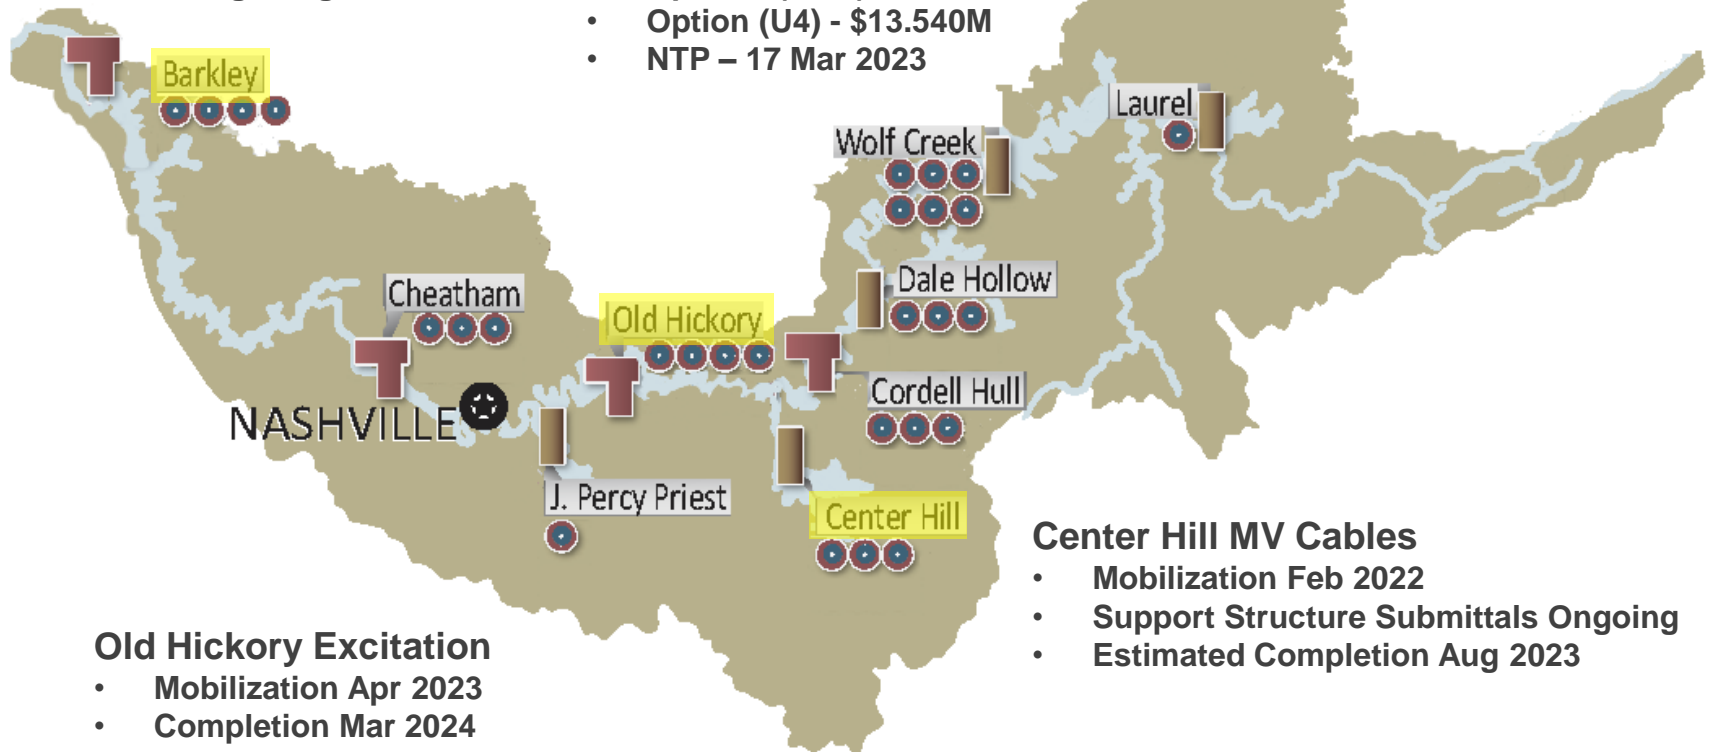 • Option (U4) - $13.540M
• NTP – 17 Mar 2023
Barkley
Laurel
Wolf Creek
Dale Hollow
Cheatham
Old Hickory
Cordell Hull
NASHVILLE
J. Percy Priest
Center Hill
Center Hill MV Cables
• Mobilization Feb 2022
• Support Structure Submittals Ongoing
• Estimated Completion Aug 2023
Old Hickory Excitation
• Mobilization Apr 2023
• Completion Mar 2024